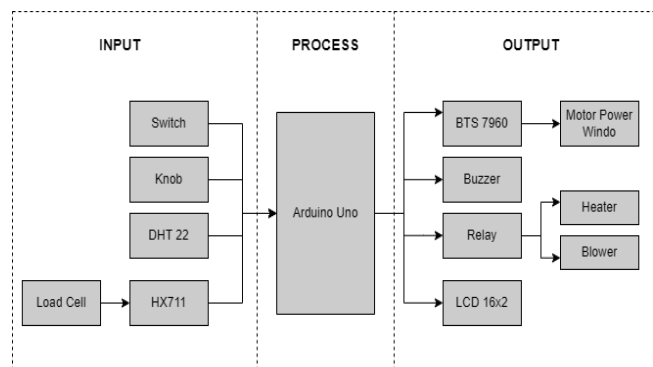 INPUT
PROCESS
OUTPUT
Switch
Knob
DHT 22
Load Cell
HX711
Arduino Uno
BTS 7960
Motor Power
Windo
Buzzer
Relay
Heater
Blower
LCD 16x2